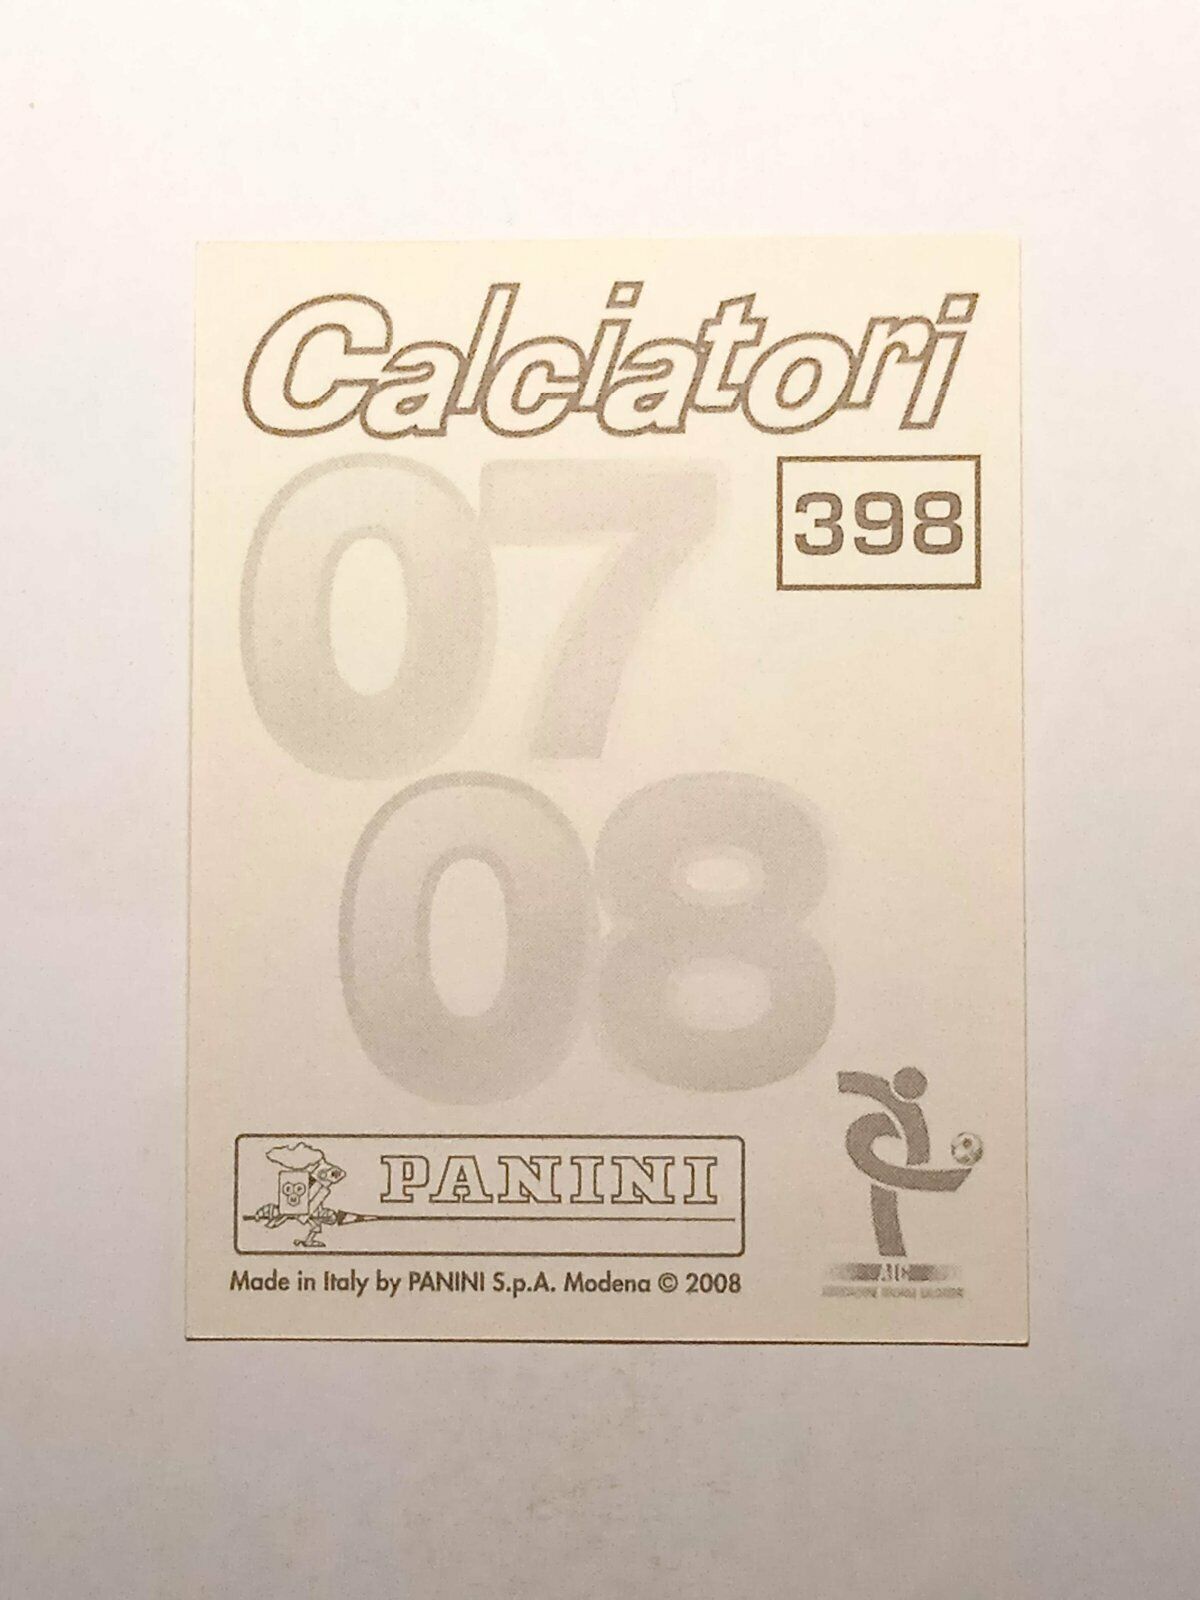 Calciatori
07
398
08
PANINI
Made in Italy by PANINI S.p.A. Modena © 2008